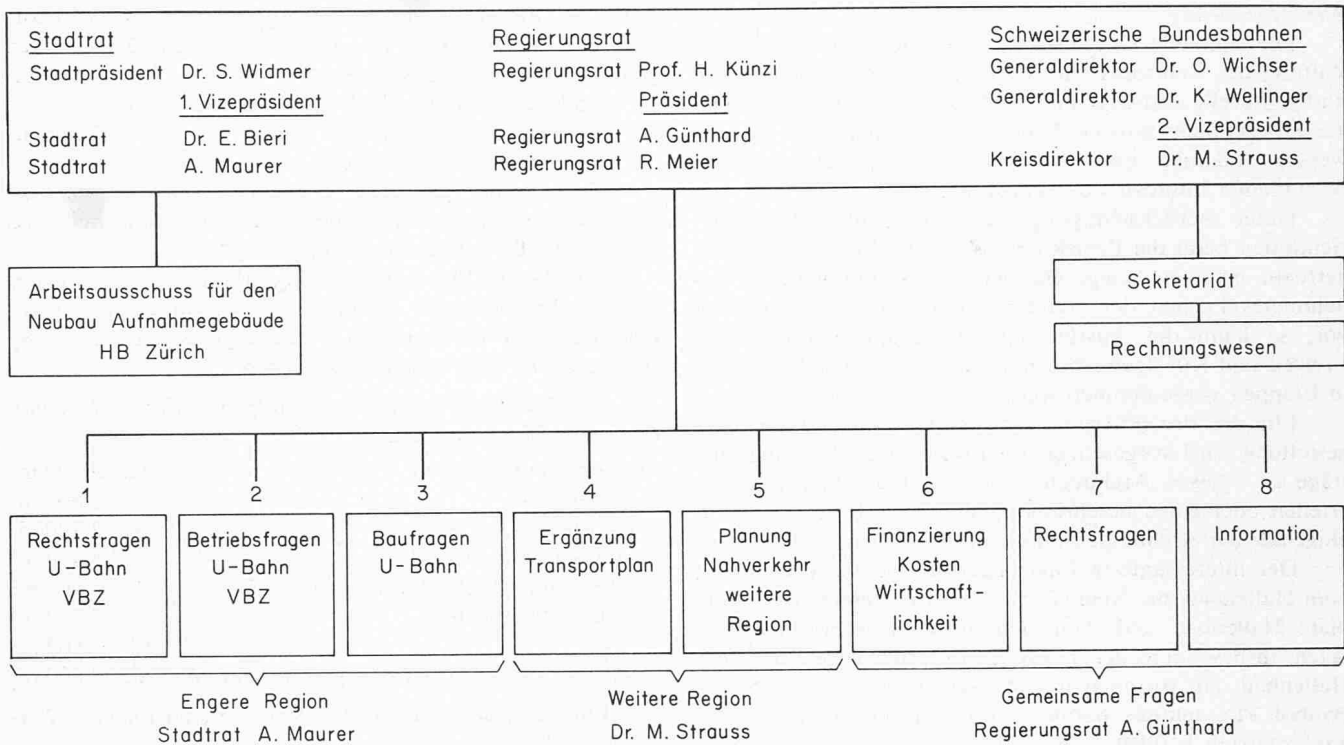 Stadtrat
Stadtpräsident Dr. S. Widmer
1. Vizepräsident
Stadtrat Dr. E. Bieri
Stadtrat A. Maurer
Regierungsrat
Regierungsrat Prof. H. Künzi
Präsident
Regierungsrat A. Günthard
Regierungsrat R. Meier
Schweizerische Bundesbahnen
Generaldirektor Dr. O. Wichser
Generaldirektor Dr. K. Wellinger
2. Vizepräsident
Kreisdirektor Dr. M. Strauss
Arbeitsausschuss für den
Neubau Aufnahmegebäude
HB Zürich
Sekretariat
Rechnungswesen
1
Rechtsfragen
U-Bahn
VBZ
2
Betriebsfragen
U-Bahn
VBZ
3
Baufragen
U-Bahn
4
Ergänzung
Transportplan
5
Planung
Nahverkehr
weitere
Region
6
Finanzierung
Kosten
Wirtschaft-
lichkeit
7
Rechtsfragen
8
Information
Engere Region
Stadtrat A. Maurer
Weitere Region
Dr. M. Strauss
Gemeinsame Fragen
Regierungsrat A. Günthard